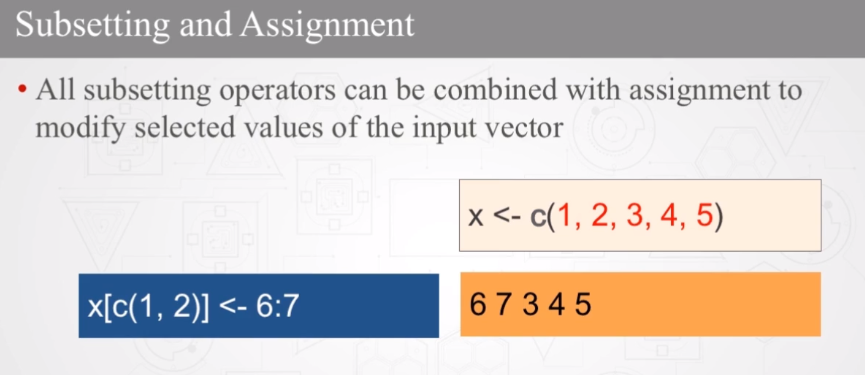 Subsetting and Assignment
• All subsetting operators can be combined with assignment to
modify selected values of the input vector
x <- c(1, 2, 3, 4, 5)
x[c(1, 2)] <- 6:7
6 7 3 4 5